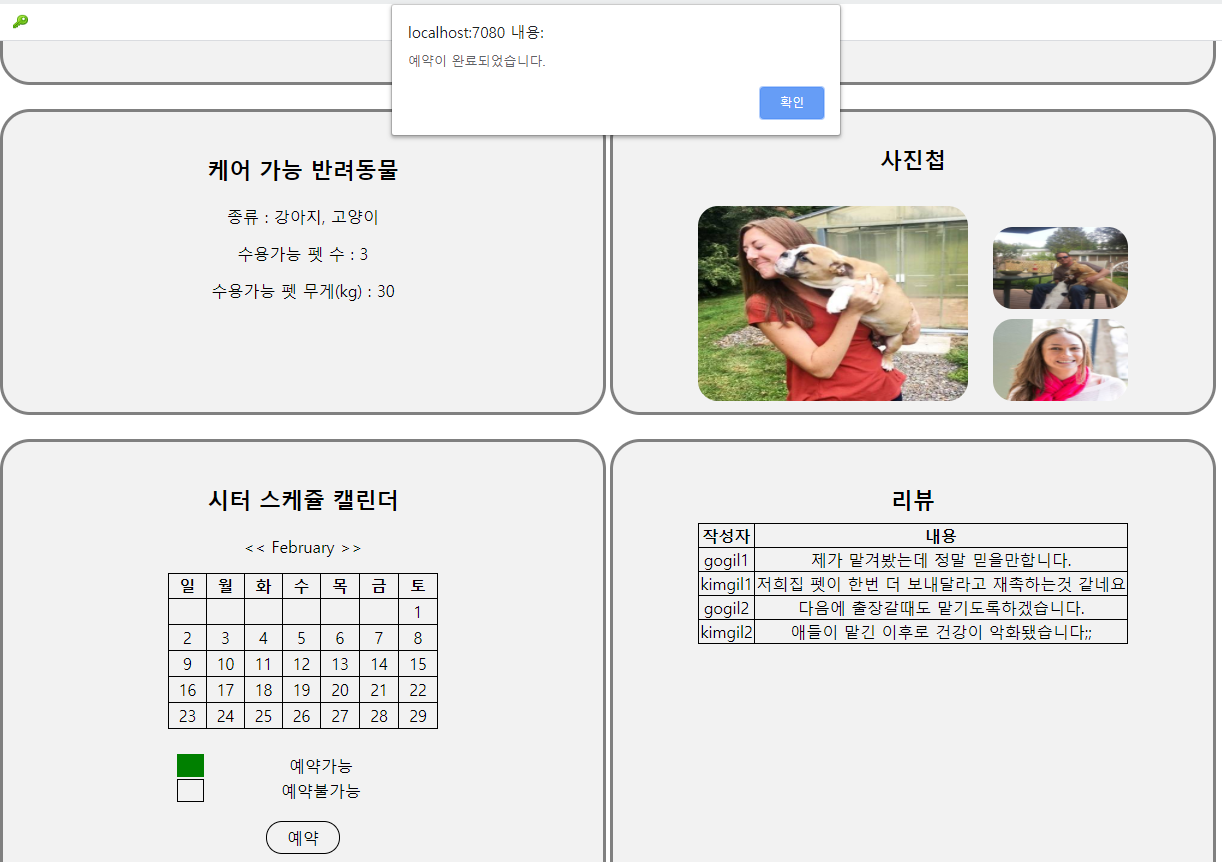 localhost:7080 내용:
예약이 완료되었습니다.
확인
케어 가능 반려동물
종류 : 강아지, 고양이
수용가능 펫 수 : 3
수용가능 펫 무게(kg) : 30
사진첩
시터 스케쥴 캘린더
<< February >>
일 월 화 수 목 금 토
1
2 3 4 5 6 7 8
9 10 11 12 13 14 15
16 17 18 19 20 21 22
23 24 25 26 27 28 29
예약가능
예약불가능
예약
리뷰
작성자 내용
gogil1 제가 맡겨봤는데 정말 믿을만합니다.
kimgil1 저희집 펫이 한번 더 보내달라고 재촉하는것 같네요
gogil2 다음에 출장갈때도 맡기도록하겠습니다.
kimgil2 애들이 맡긴 이후로 건강이 악화됐습니다;;